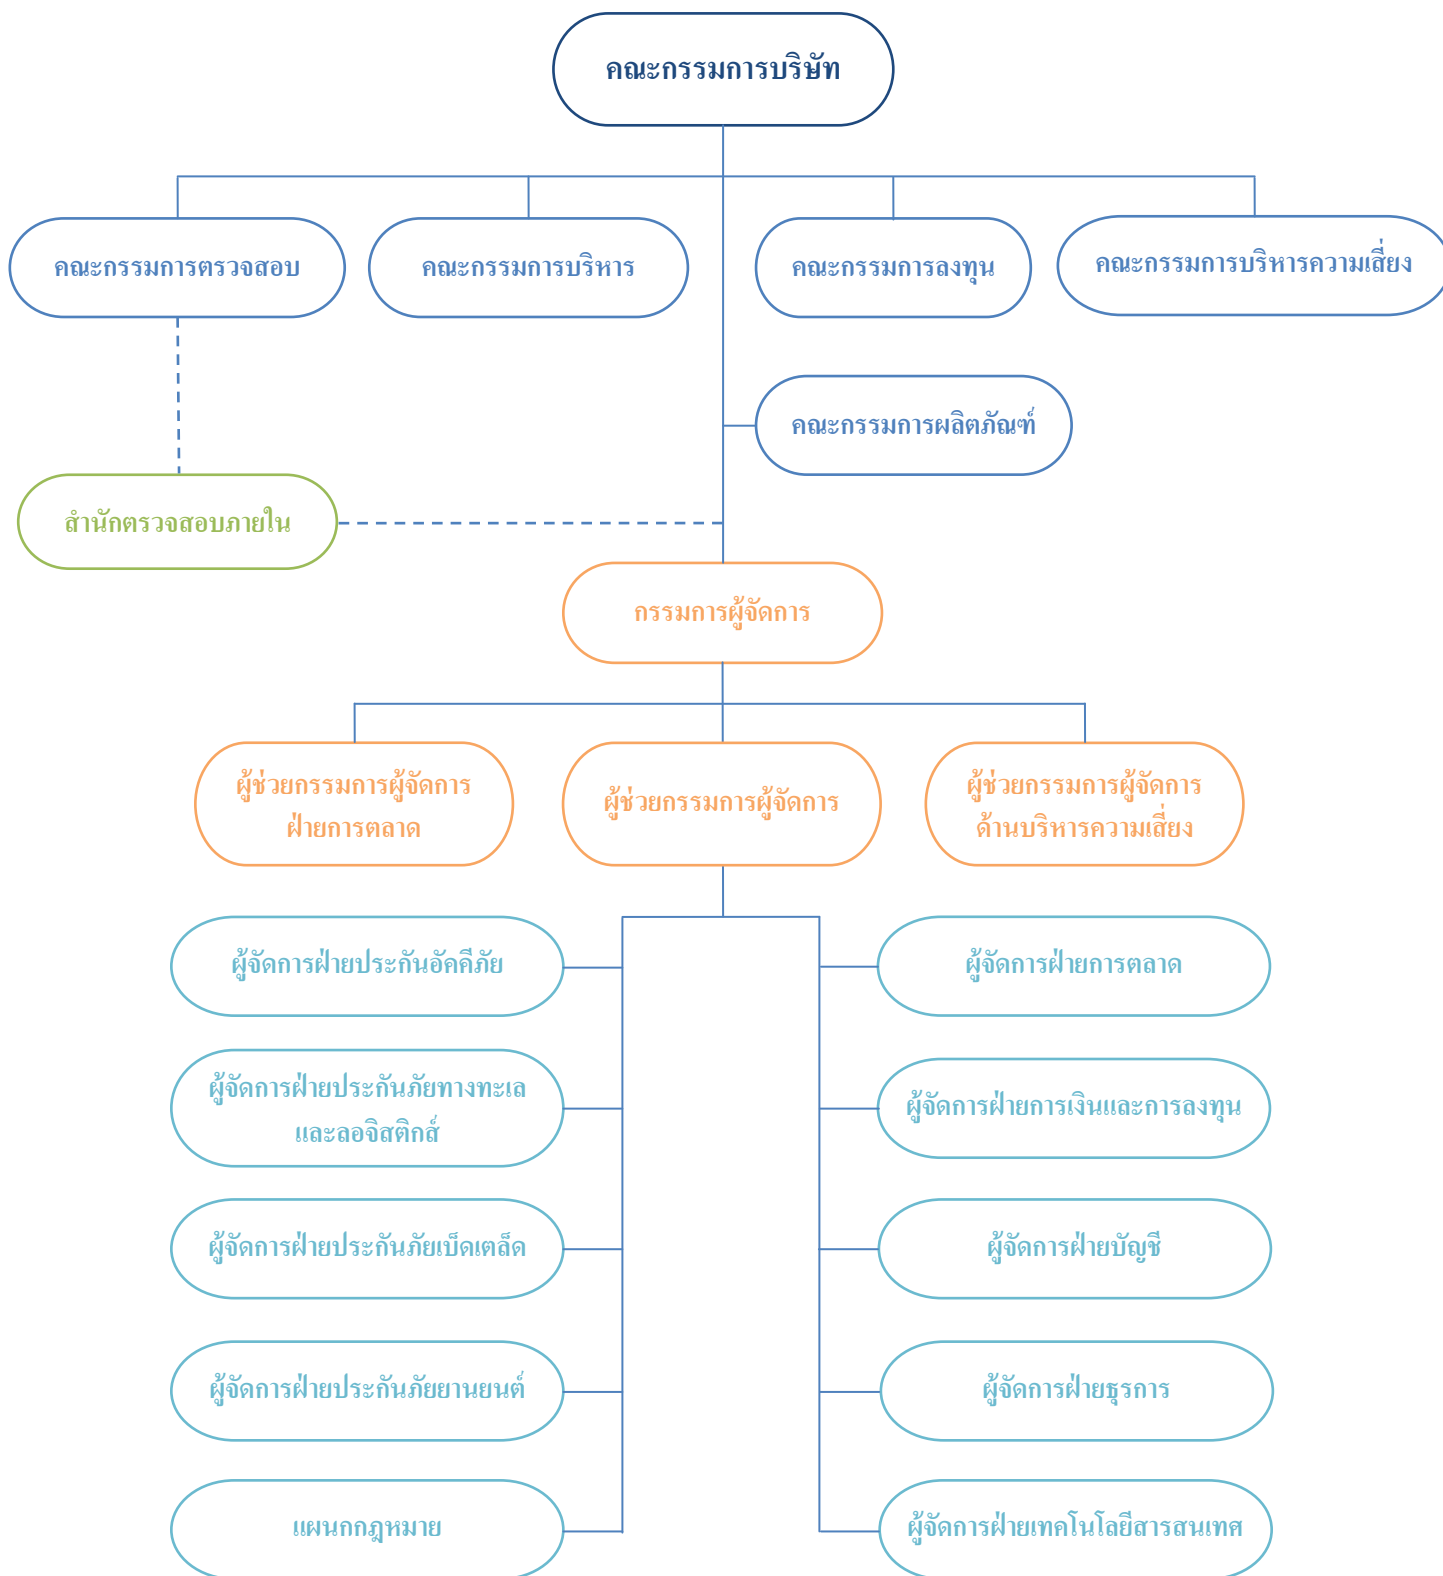 คณะกรรมการบริษัท
คณะกรรมการตรวจสอบ
คณะกรรมการบริหาร
คณะกรรมการลงทุน
คณะกรรมการบริหารความเสี่ยง
คณะกรรมการผลิตภัณฑ์
สำนักตรวจสอบภายใน
กรรมการผู้จัดการ
ผู้ช่วยกรรมการผู้จัดการ
ฝ่ายการตลาด
ผู้ช่วยกรรมการผู้จัดการ
ผู้ช่วยกรรมการผู้จัดการ
ด้านบริหารความเสี่ยง
ผู้จัดการฝ่ายประกันอัคคีภัย
ผู้จัดการฝ่ายการตลาด
ผู้จัดการฝ่ายประกันภัยทางทะเล
และลอจิสติกส์
ผู้จัดการฝ่ายการเงินและการลงทุน
ผู้จัดการฝ่ายประกันภัยเบ็ดเตล็ด
ผู้จัดการฝ่ายบัญชี
ผู้จัดการฝ่ายประกันภัยยานยนต์
ผู้จัดการฝ่ายธุรการ
แผนกกฎหมาย
ผู้จัดการฝ่ายเทคโนโลยีสารสนเทศ